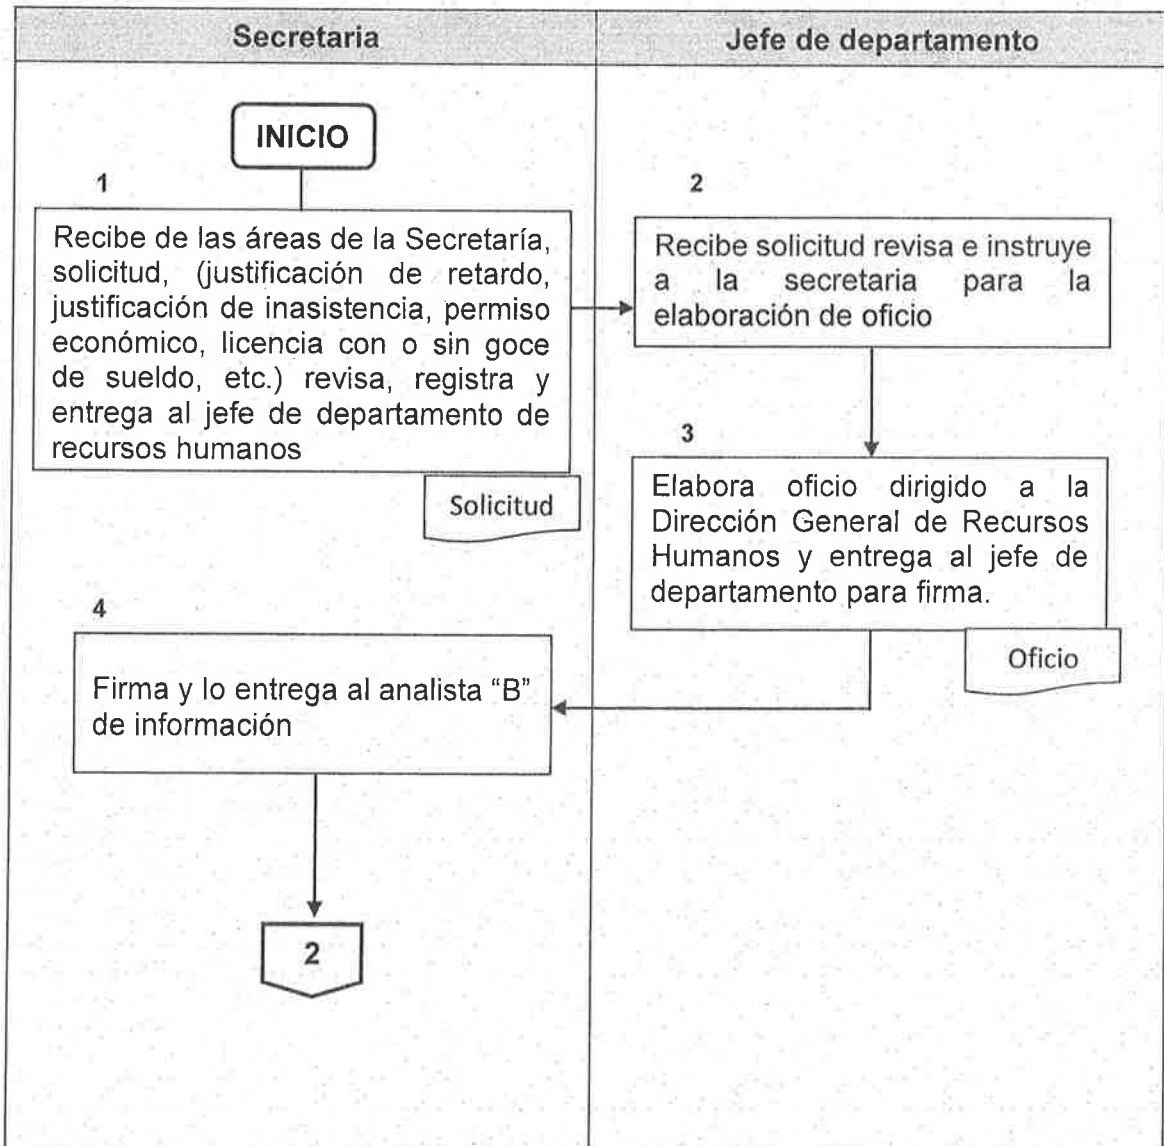 Secretaria
Jefe de departamento
INICIO
1
Recibe de las áreas de la Secretaría,
solicitud, (justificación de retardo,
justificación de inasistencia, permiso
económico, licencia con o sin goce
de sueldo, etc.) revisa, registra y
entrega al jefe de departamento de
recursos humanos
Solicitud
2
Recibe solicitud revisa e instruye
a la secretaria para la
elaboración de oficio
3
Elabora oficio dirigido a la
Dirección General de Recursos
Humanos y entrega al jefe de
departamento para firma.
Oficio
4
Firma y lo entrega al analista “B”
de información
2